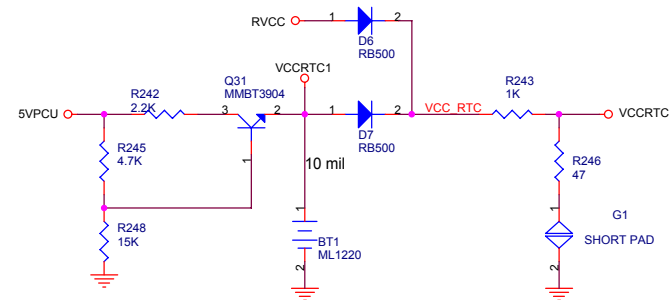 RVCC
1
2
D6
RB500
Q31
MMBT3904
VCCRTC1
R242
2.2K
R243
1K
5VPCU
3
2
1
2
VCC_RTC
VCCRTC
D7
RB500
R245
4.7K
1
10 mil
R246
47
R248
15K
1
BT1
ML1220
2
1
G1
SHORT PAD
2